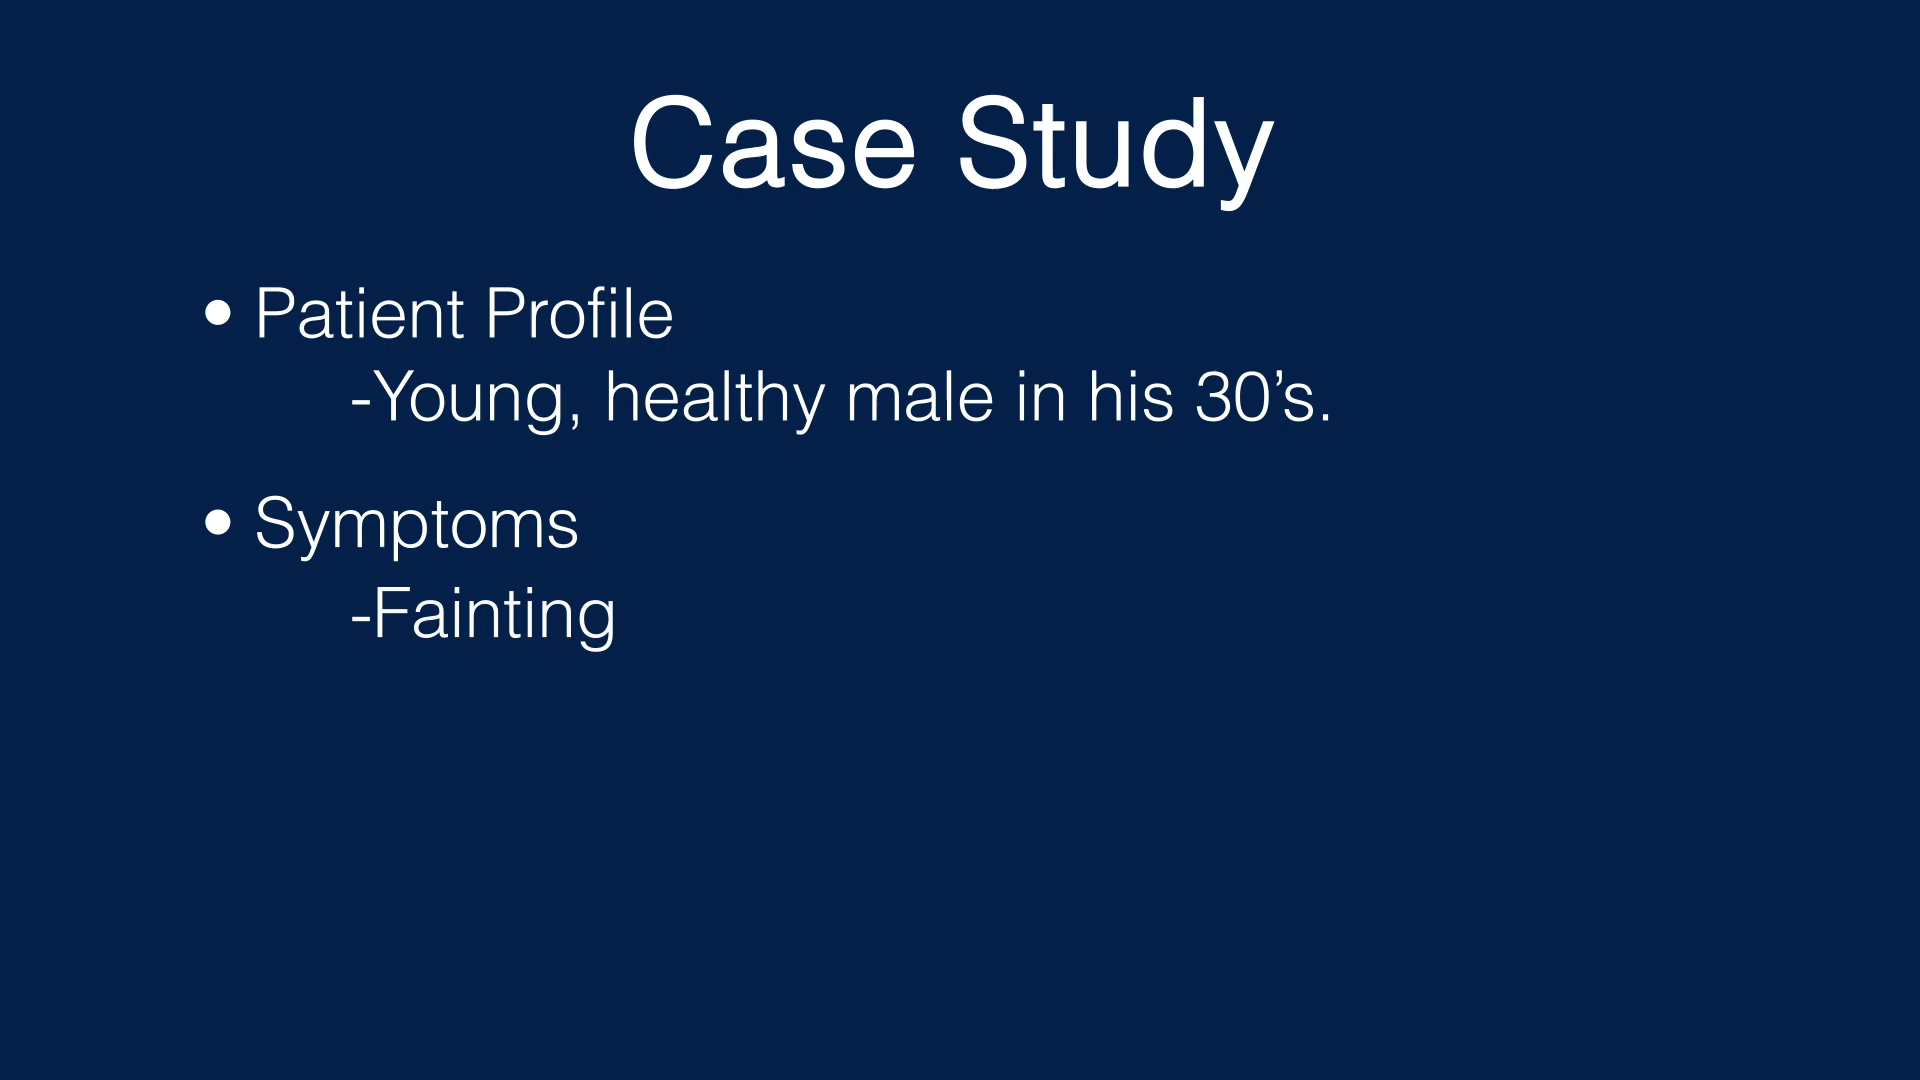 Case Study
• Patient Profile
-Young, healthy male in his 30’s.
• Symptoms
-Fainting